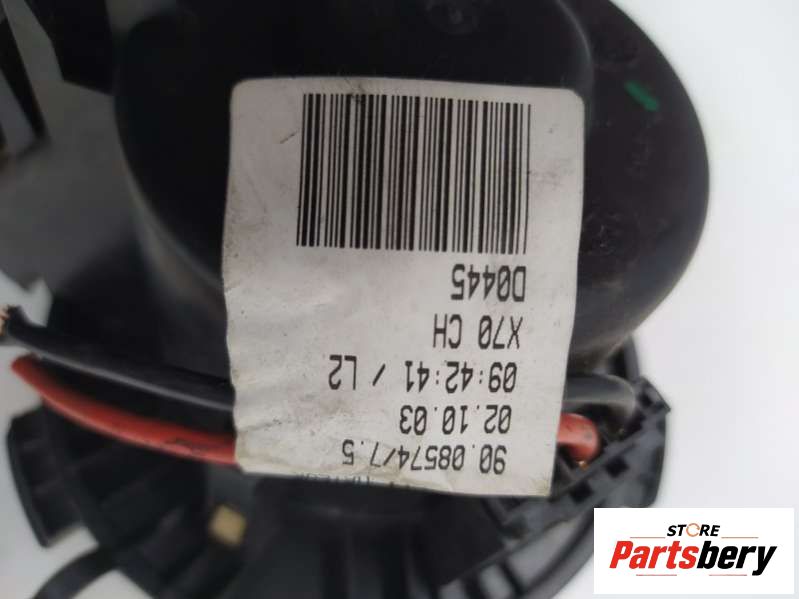 90.08574/7.5
02.10.03
09:42:41 / L2
X70 CH
D0445
STORE
Partsbery